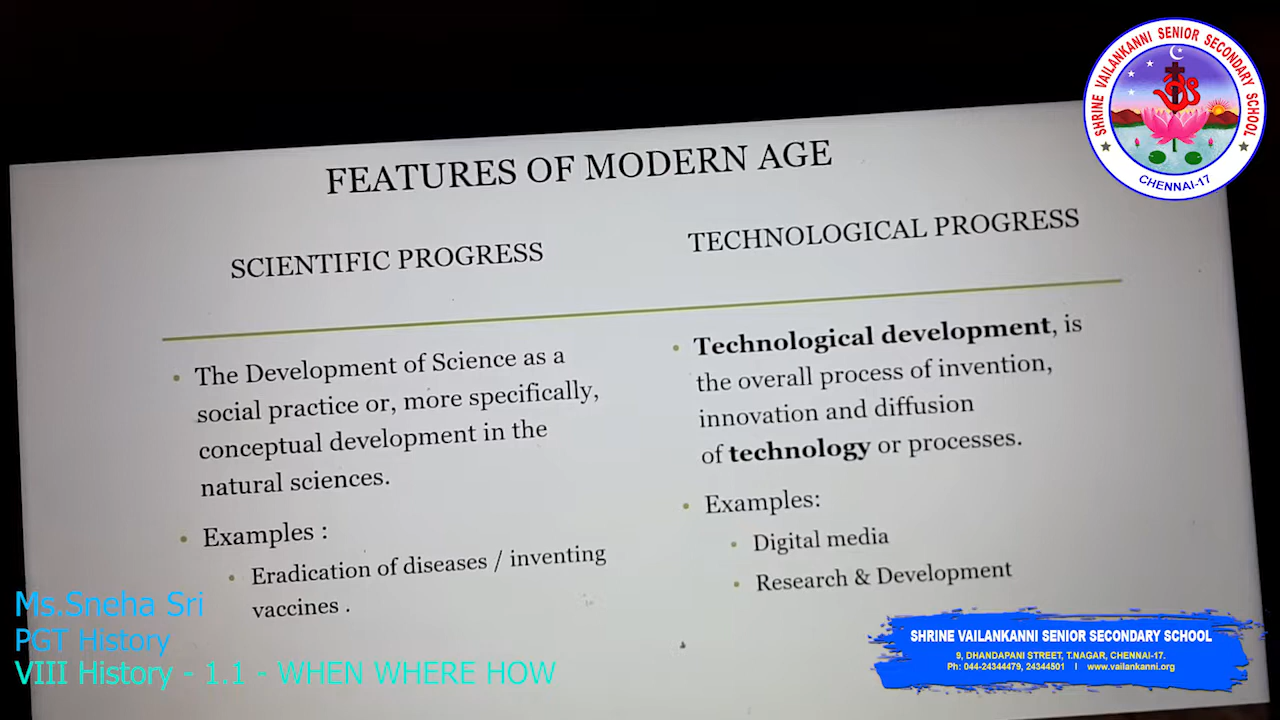 SHRINE VAILANKANNI SENIOR SECONDARY SCHOOL
CHENNAI-17
FEATURES OF MODERN AGE
SCIENTIFIC PROGRESS
• The Development of Science as a
social practice or, more specifically,
conceptual development in the
natural sciences.
• Examples :
• Eradication of diseases / inventing
vaccines .
TECHNOLOGICAL PROGRESS
• Technological development, is
the overall process of invention,
innovation and diffusion
of technology or processes.
• Examples:
• Digital media
• Research & Development
Ms.Sneha Sri
PGT History
VIII History - 1.1 - WHEN WHERE HOW
SHRINE VAILANKANNI SENIOR SECONDARY SCHOOL
9, DHANDAPANI STREET, T.NAGAR, CHENNAI-17.
Ph: 044-24344479, 24344501 I www.vailankanni.org